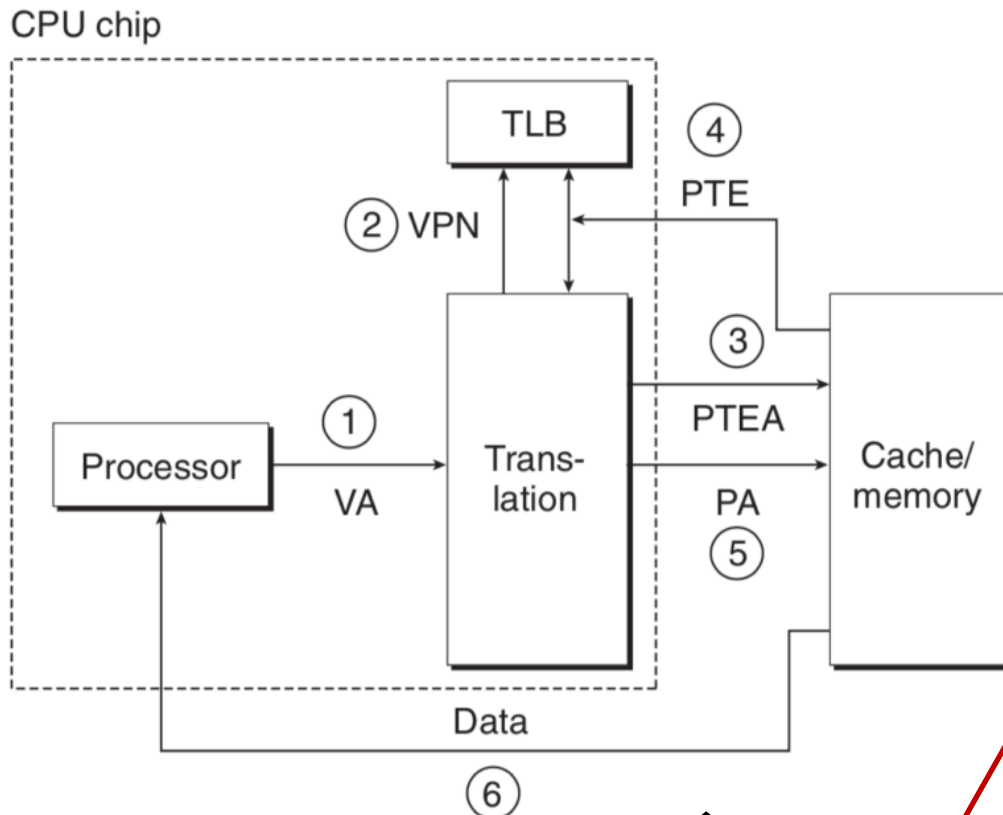 CPU chip
TLB
4
PTE
2 VPN
3
PTEA
1
Processor
VA
Trans-
lation
Cache/
memory
PA
5
Data
6